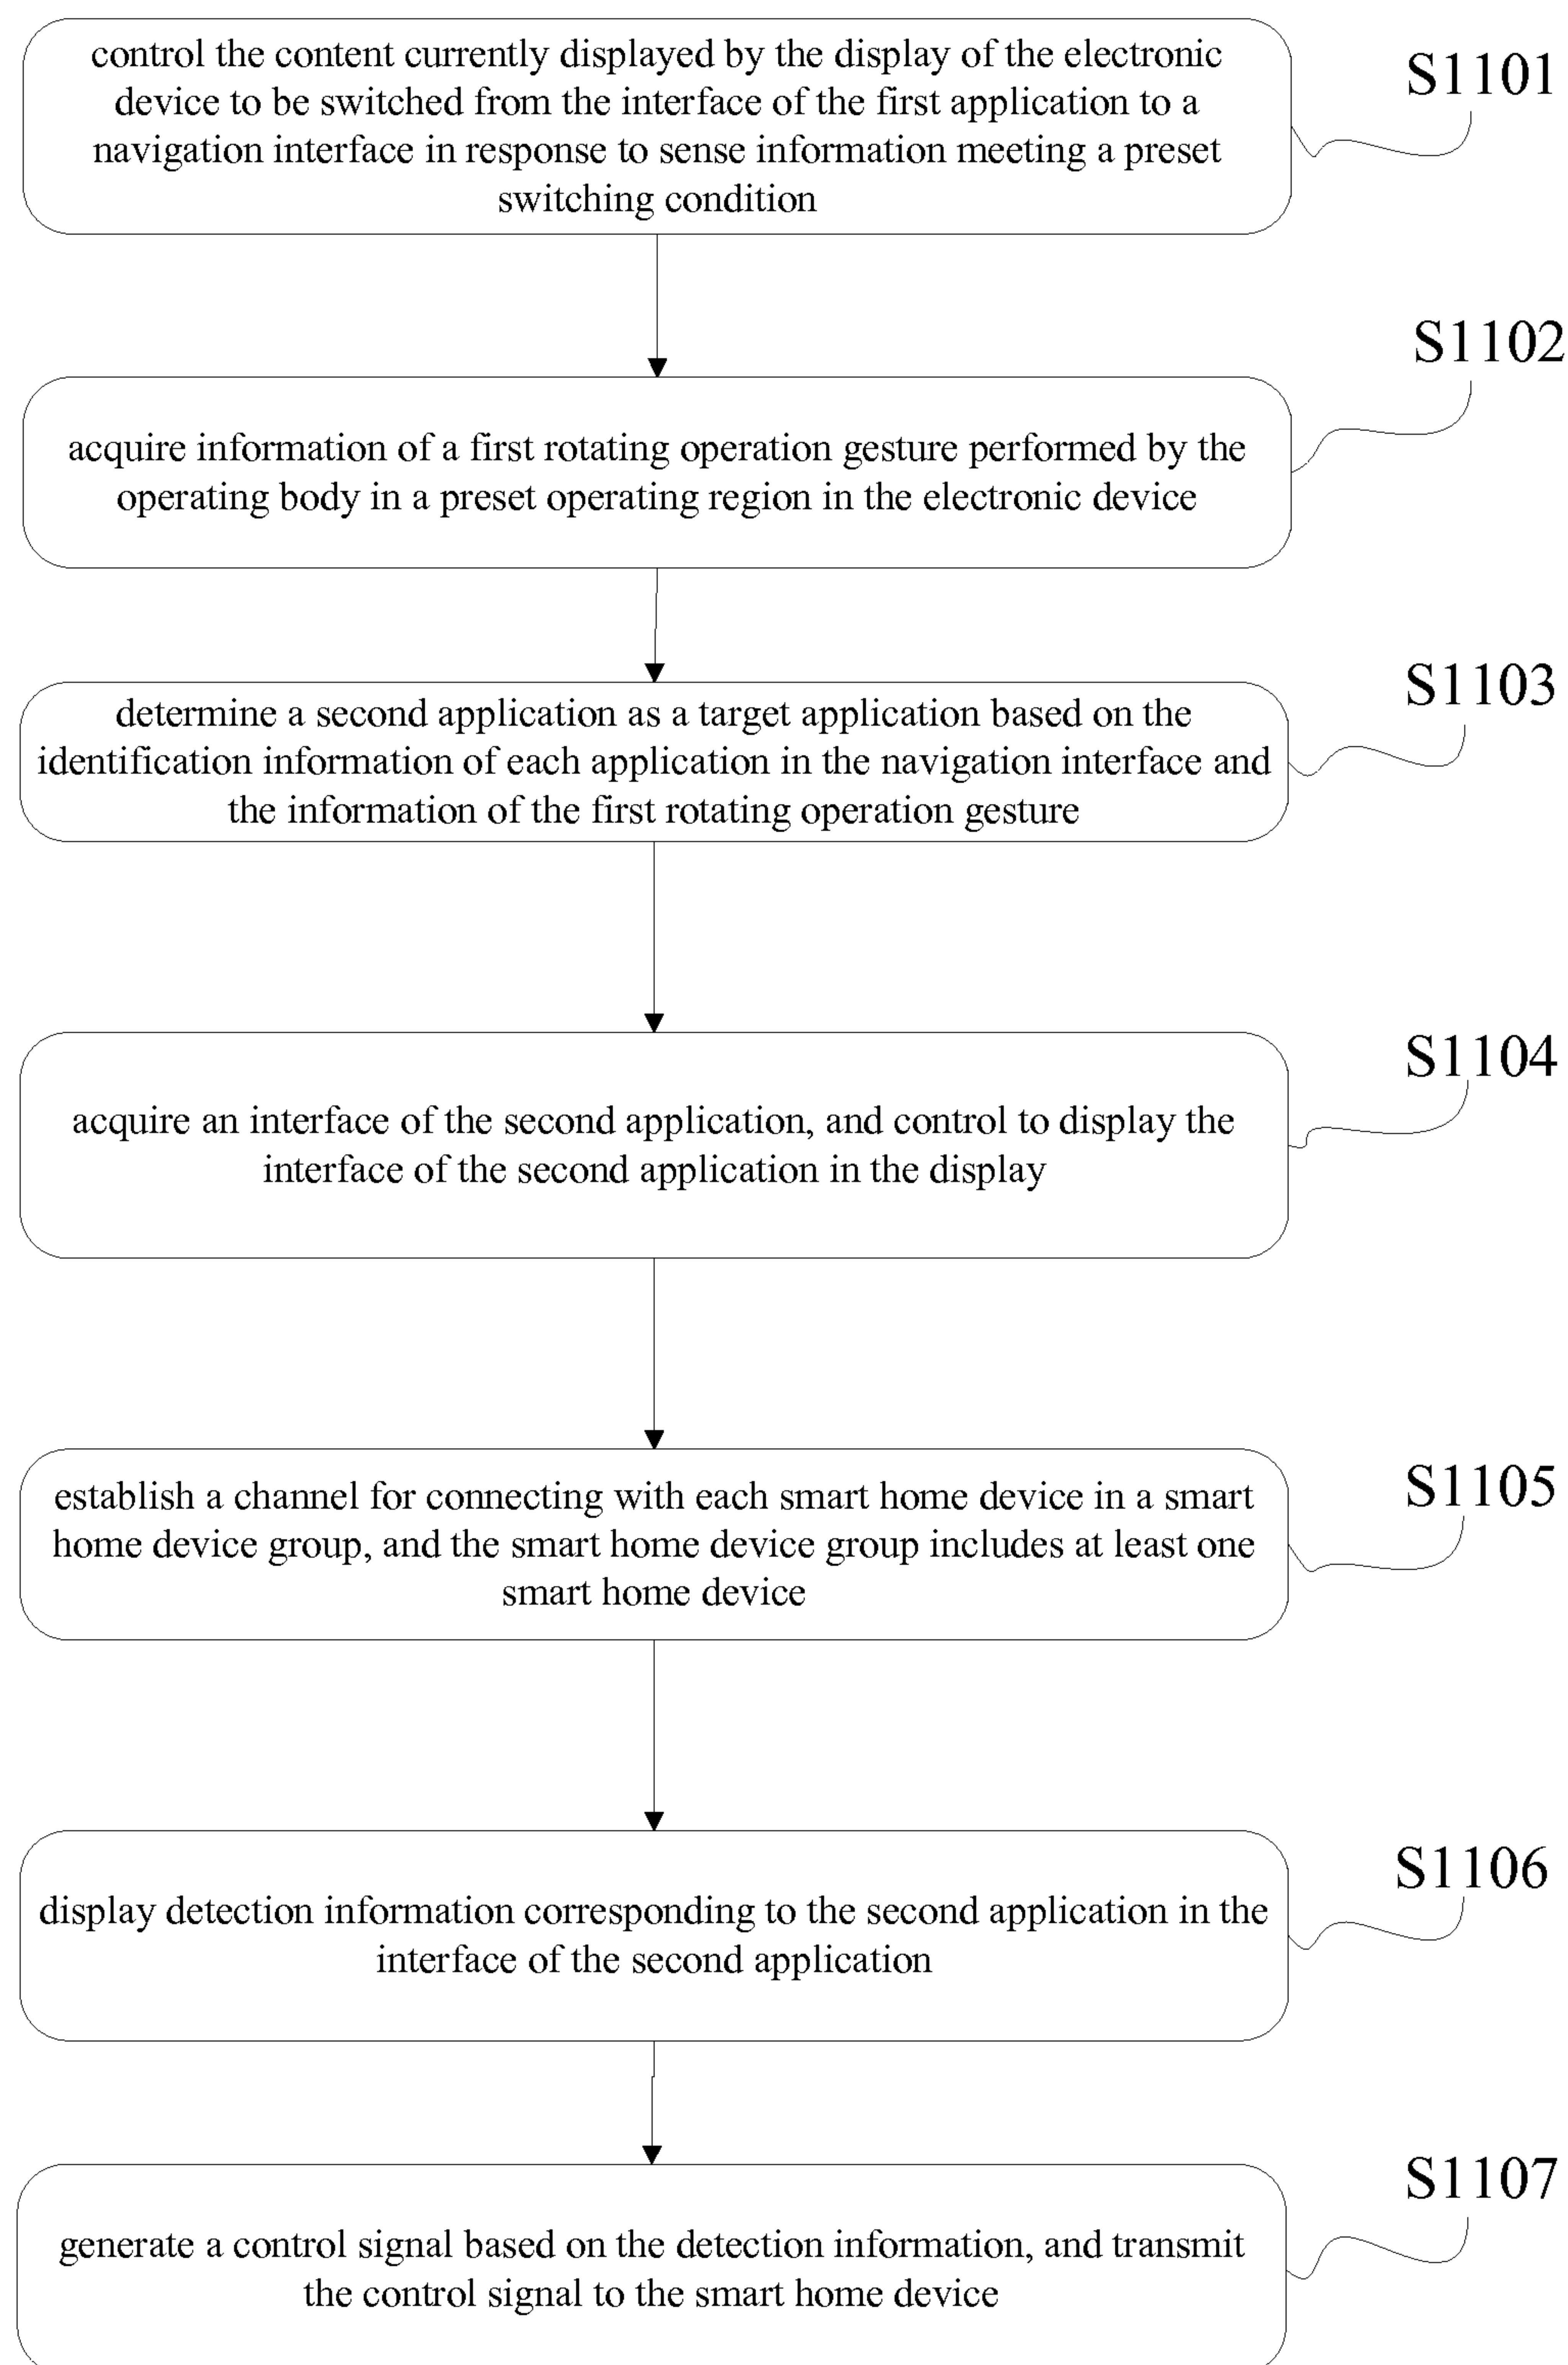 control the content currently displayed by the display of the electronic
device to be switched from the interface of the first application to a
navigation interface in response to sense information meeting a preset
switching condition
S1101
acquire information of a first rotating operation gesture performed by the
operating body in a preset operating region in the electronic device
S1102
determine a second application as a target application based on the
identification information of each application in the navigation interface and
the information of the first rotating operation gesture
S1103
acquire an interface of the second application, and control to display the
interface of the second application in the display
S1104
establish a channel for connecting with each smart home device in a smart
home device group, and the smart home device group includes at least one
smart home device
S1105
display detection information corresponding to the second application in the
interface of the second application
S1106
generate a control signal based on the detection information, and transmit
the control signal to the smart home device
S1107